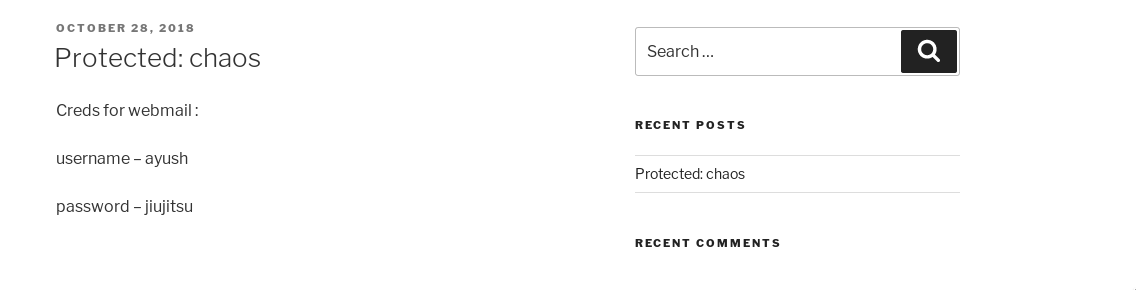 OCTOBER 28, 2018
Protected: chaos
Creds for webmail :
username – ayush
password – jiujitsu
Search …
RECENT POSTS
Protected: chaos
RECENT COMMENTS